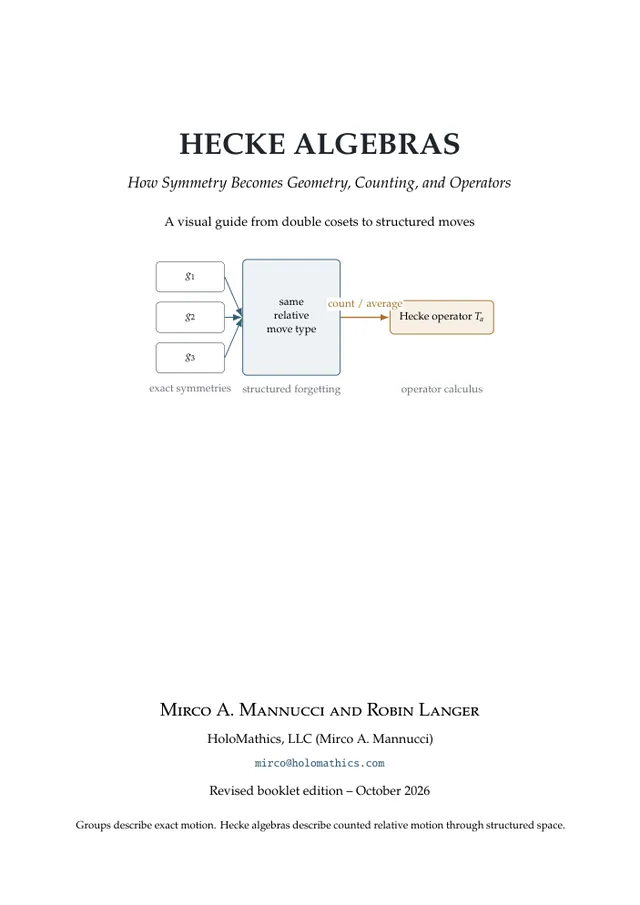 HECKE ALGEBRAS
How Symmetry Becomes Geometry, Counting, and Operators
A visual guide from double cosets to structured moves
g1
g2
g3
same
relative
move type
count / average
Hecke operator Ta
exact symmetries
structured forgetting
operator calculus
Mirco A. Mannucci and Robin Langer
HoloMathics, LLC (Mirco A. Mannucci)
mirco@holomathics.com
Revised booklet edition – October 2026
Groups describe exact motion. Hecke algebras describe counted relative motion through structured space.